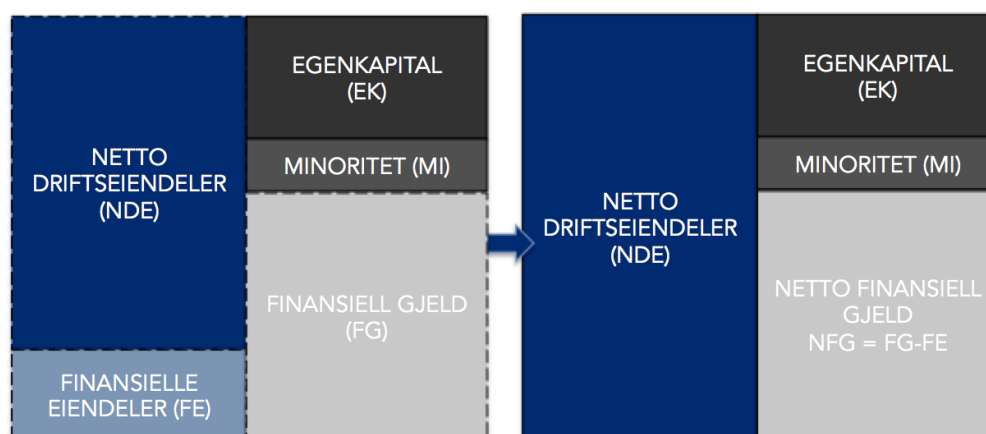 NETTO
DRIFTSEIENDELER
(NDE)
FINANSIELLE
EIENDELER (FE)
EGENKAPITAL
(EK)
MINORITET (MI)
FINANSIELL GJELD
(FG)
NETTO
DRIFTSEIENDELER
(NDE)
EGENKAPITAL
(EK)
MINORITET (MI)
NETTO FINANSIELL
GJELD
NFG = FG-FE